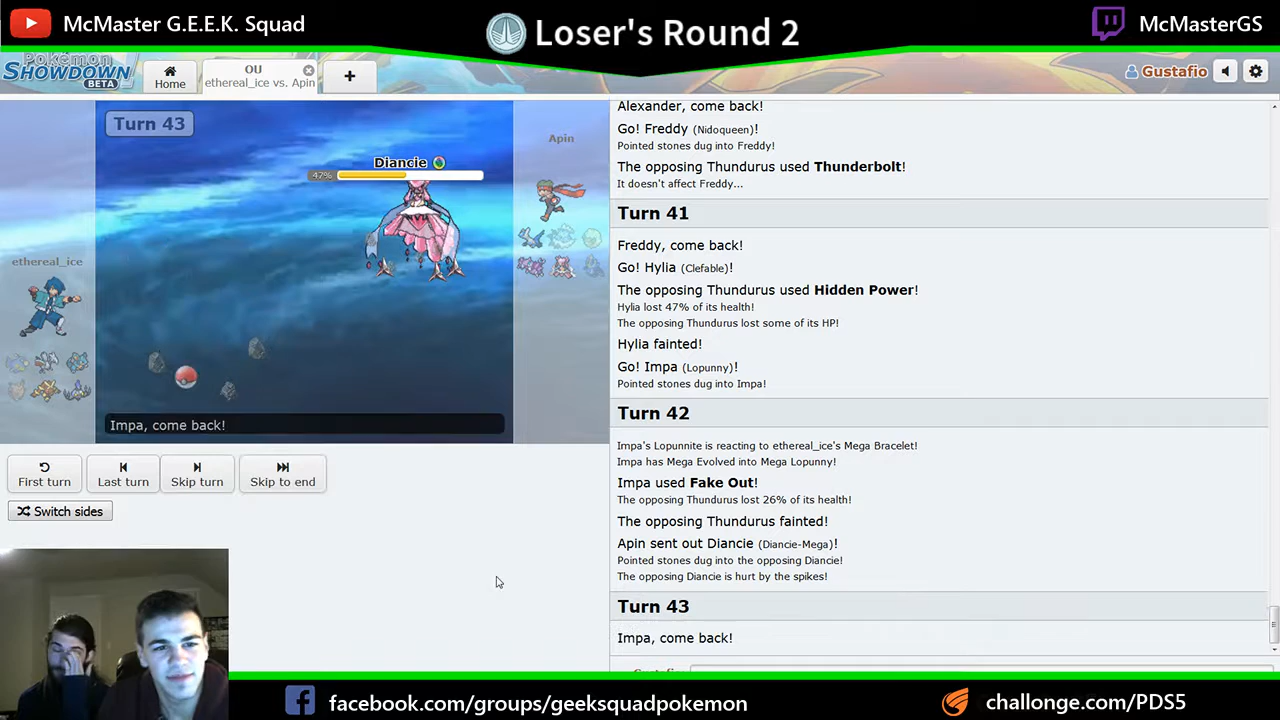 McMaster G.E.E.K. Squad
Loser's Round 2
McMasterGS
Pokémon
SHOWDOWN
BETA
Home
OU
ethereal_ice vs. Apin
Gustafio
Turn 43
Diancie
47%
Apin
ethereal_ice
Impa, come back!
First turn
Last turn
Skip turn
Skip to end
Switch sides
Alexander, come back!
Go! Freddy (Nidoqueen)!
Pointed stones dug into Freddy!
The opposing Thundurus used Thunderbolt!
It doesn't affect Freddy...
Turn 41
Freddy, come back!
Go! Hylia (Clefable)!
The opposing Thundurus used Hidden Power!
Hylia lost 47% of its health!
The opposing Thundurus lost some of its HP!
Hylia fainted!
Go! Impa (Lopunny)!
Pointed stones dug into Impa!
Turn 42
Impa's Lopunnite is reacting to ethereal_ice's Mega Bracelet!
Impa has Mega Evolved into Mega Lopunny!
Impa used Fake Out!
The opposing Thundurus lost 26% of its health!
The opposing Thundurus fainted!
Apin sent out Diancie (Diancie-Mega)!
Pointed stones dug into the opposing Diancie!
The opposing Diancie is hurt by the spikes!
Turn 43
Impa, come back!
facebook.com/groups/geeksquadpokemon
challonge.com/PDS5